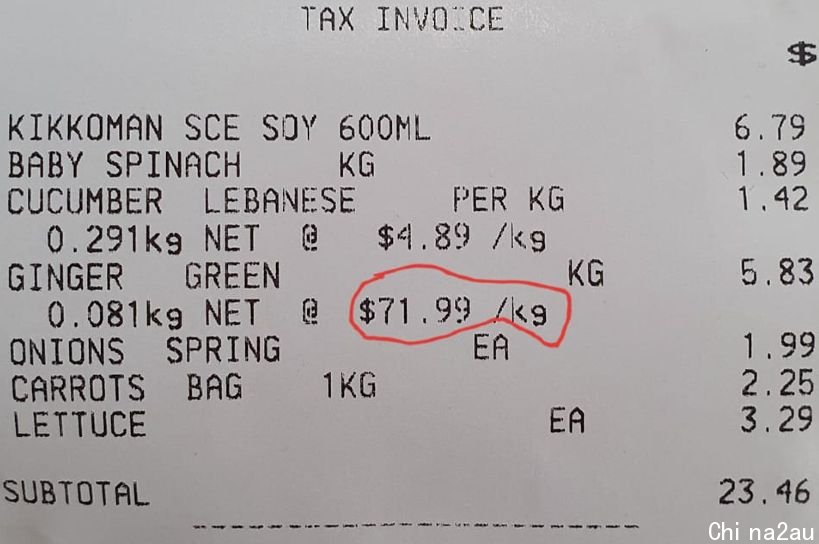 TAX INVOICE
$
KIKKOMAN SCE SOY 600ML 6.79
BABY SPINACH KG 1.89
CUCUMBER LEBANESE PER KG 1.42
0.291kg NET @ $4.89 /kg
GINGER GREEN KG 5.83
0.081kg NET @ $71.99 /kg
ONIONS SPRING EA 1.99
CARROTS BAG 1KG 2.25
LETTUCE EA 3.29
SUBTOTAL 23.46
Chi na2au